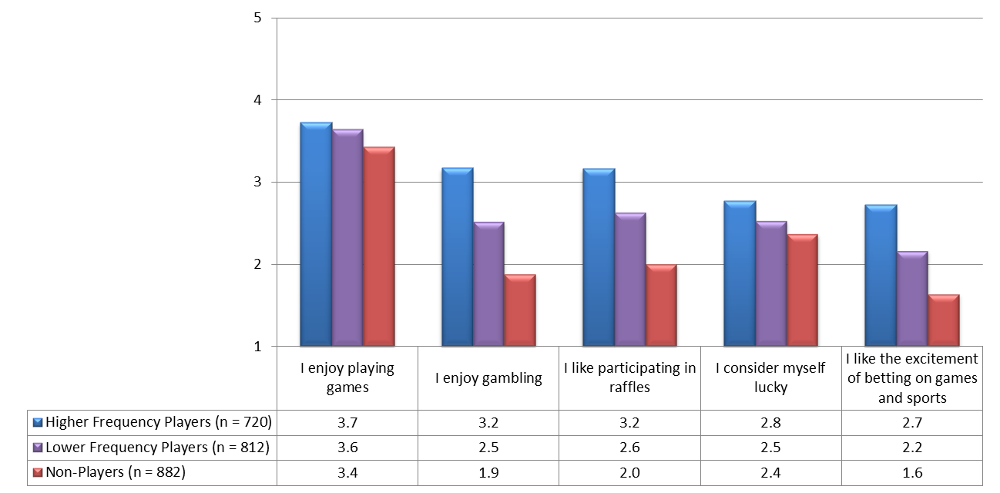 5
4
3
2
1
I enjoy playing
games
I enjoy gambling
I like participating in
raffles
I consider myself
lucky
I like the excitement
of betting on games
and sports
Higher Frequency Players (n = 720) 3.7 3.2 3.2 2.8 2.7
Lower Frequency Players (n = 812) 3.6 2.5 2.6 2.5 2.2
Non-Players (n = 882) 3.4 1.9 2.0 2.4 1.6